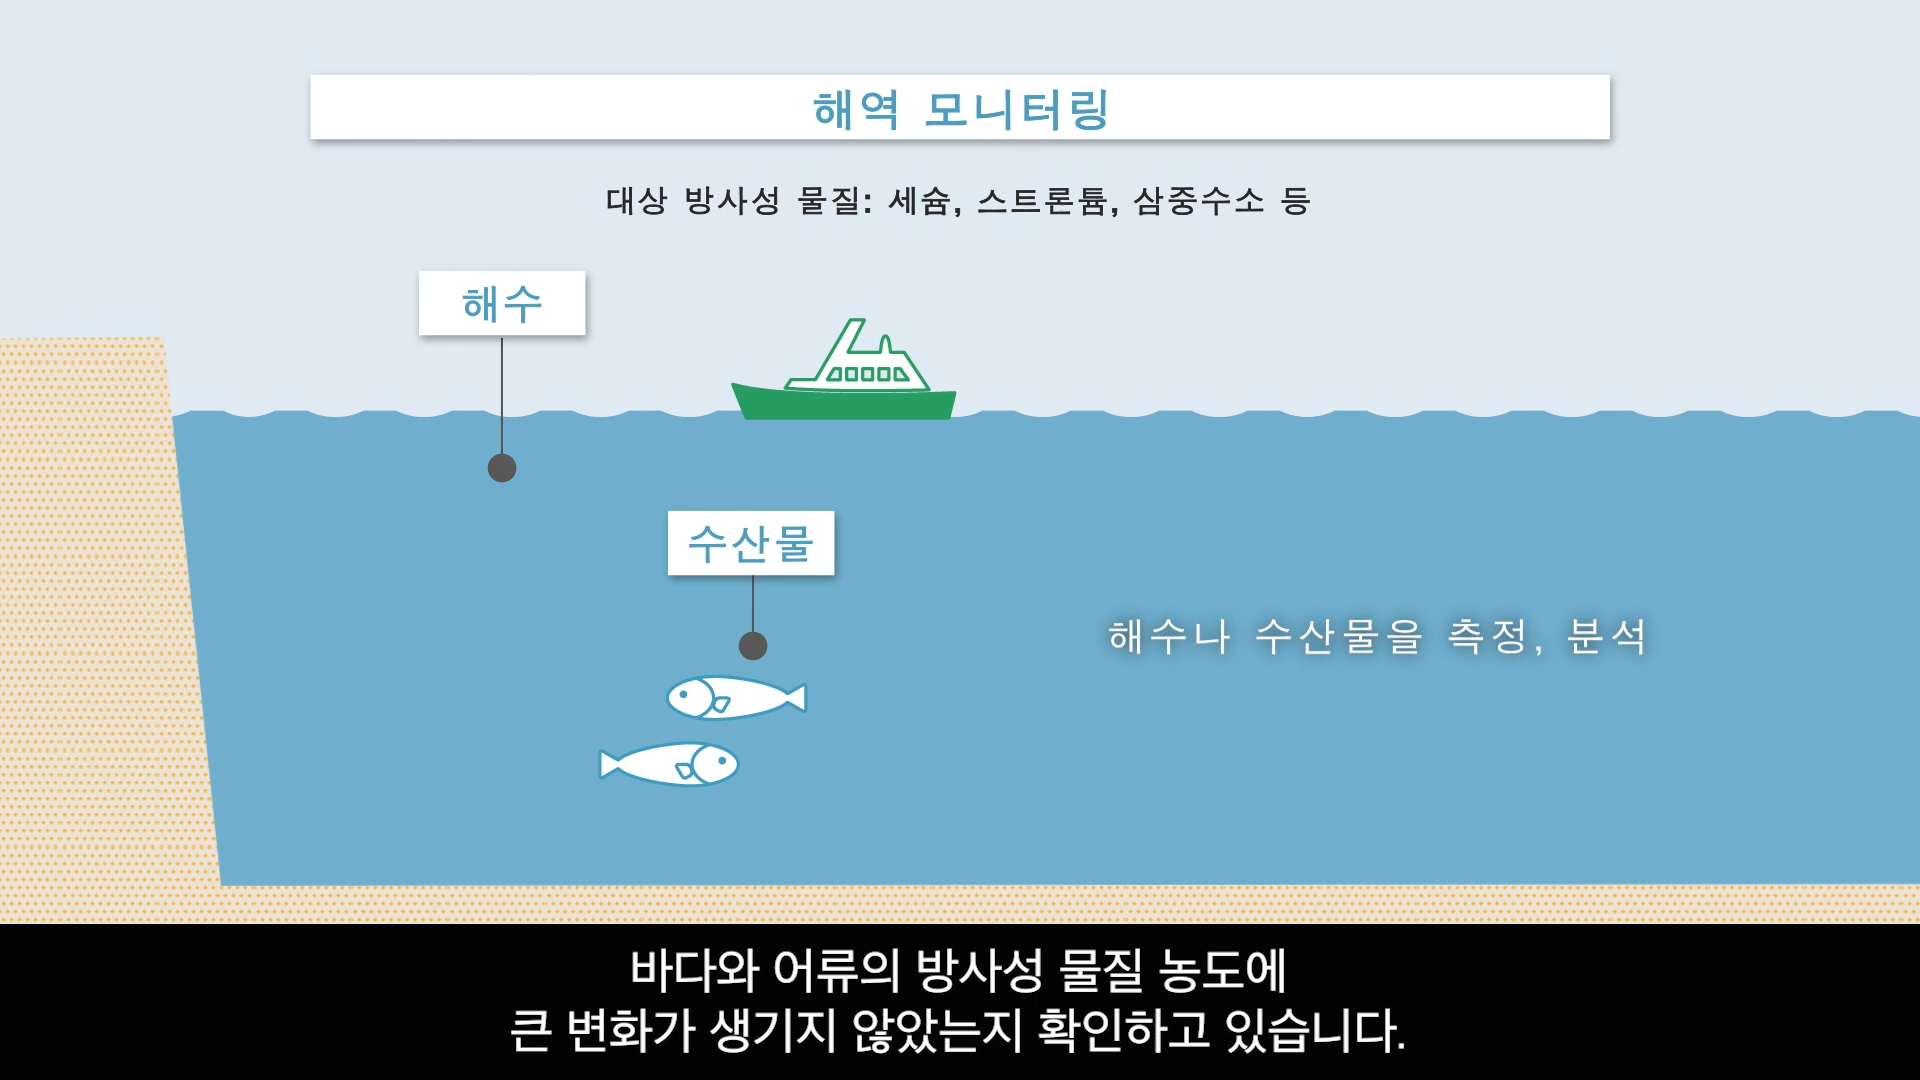 해역 모니터링
대상 방사성 물질: 세슘, 스트론튬, 삼중수소 등
해수
수산물
해수나 수산물을 측정, 분석
바다와 어류의 방사성 물질 농도에
큰 변화가 생기지 않았는지 확인하고 있습니다.